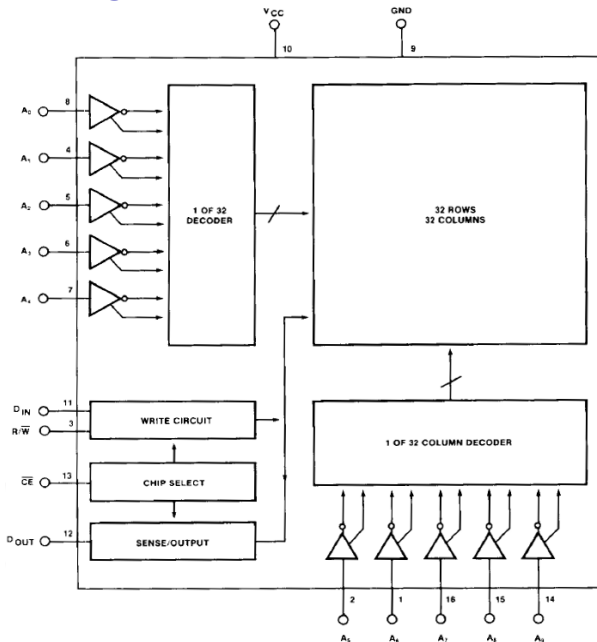 VCC
GND
10
9
A0
8
A1
4
A2
5
A3
6
A4
7
1 OF 32
DECODER
32 ROWS
32 COLUMNS
DIN
11
R/W̅
3
WRITE CIRCUIT
C̅E̅
13
CHIP SELECT
DOUT
12
SENSE/OUTPUT
1 OF 32 COLUMN DECODER
2
1
16
15
14
A5
A6
A7
A8
A9